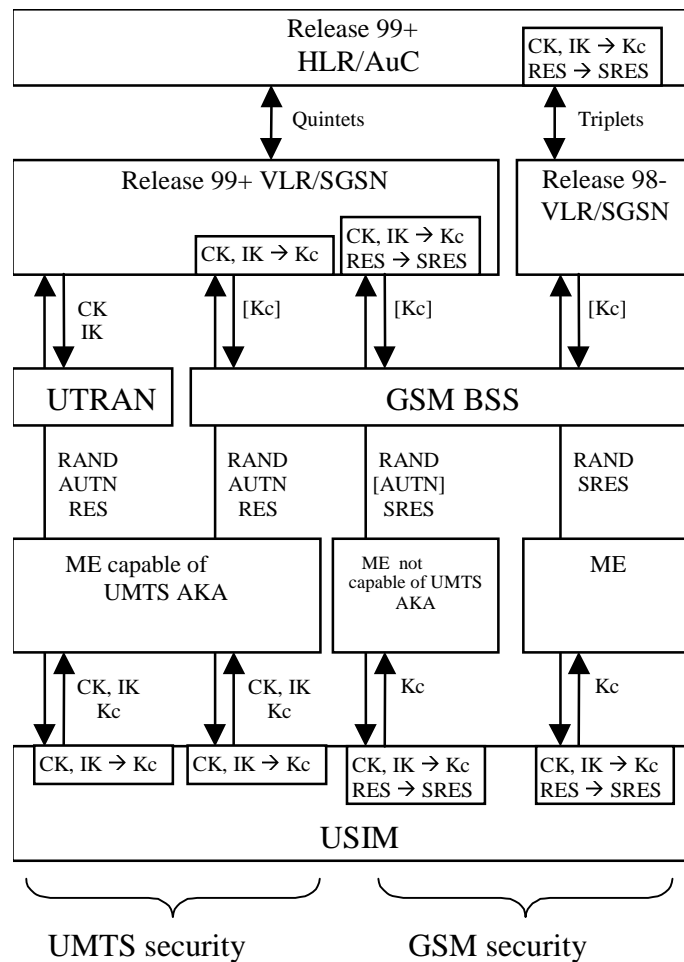 Release 99+
HLR/AuC
CK, IK → Kc
RES → SRES
Quintets
Triplets
Release 99+ VLR/SGSN
Release 98-
VLR/SGSN
CK, IK → Kc
CK, IK → Kc
RES → SRES
CK
IK
[Kc]
[Kc]
[Kc]
UTRAN
GSM BSS
RAND
AUTN
RES
RAND
AUTN
RES
RAND
[AUTN]
SRES
RAND
SRES
ME capable of
UMTS AKA
ME not
capable of UMTS
AKA
ME
CK, IK
Kc
CK, IK
Kc
Kc
Kc
CK, IK → Kc
CK, IK → Kc
CK, IK → Kc
RES → SRES
CK, IK → Kc
RES → SRES
USIM
UMTS security
GSM security